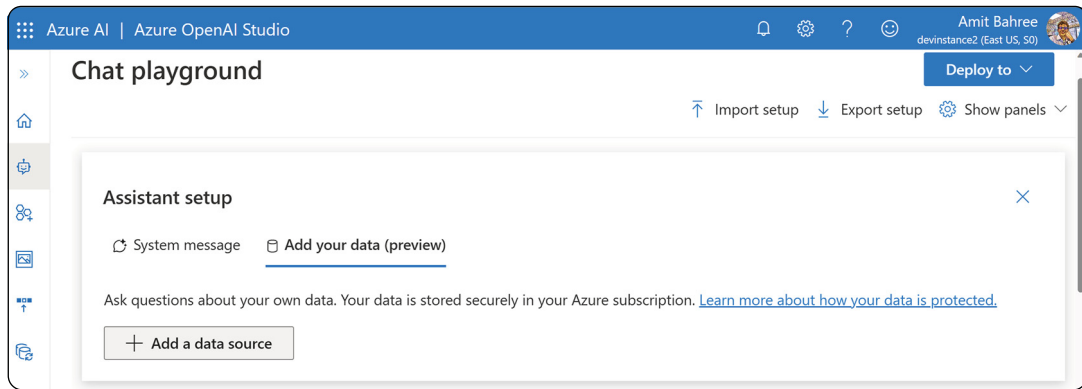 Azure AI | Azure OpenAI Studio
Amit Bahree
devinstance2 (East US, S0)
Chat playground
Deploy to
Import setup
Export setup
Show panels
Assistant setup
System message
Add your data (preview)
Ask questions about your own data. Your data is stored securely in your Azure subscription. Learn more about how your data is protected.
+ Add a data source